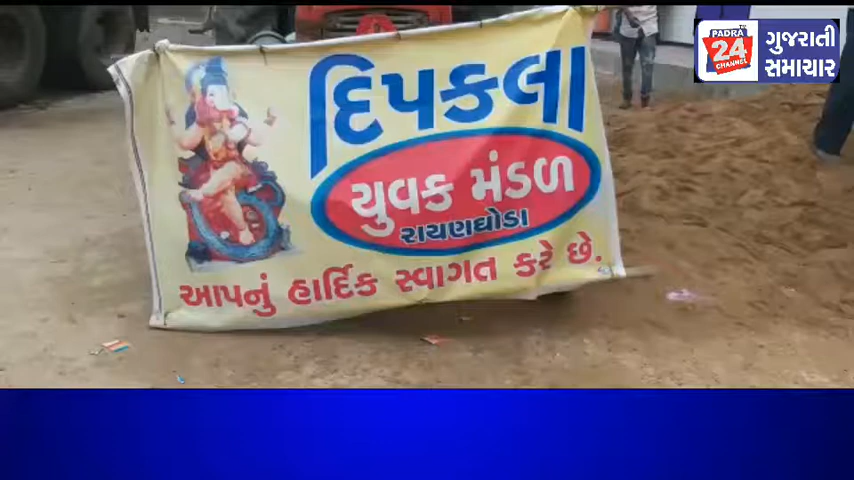 દિપકલા
યુવક મંડળ
રાયણઘોડા
આપનું હાર્દિક સ્વાગત કરે છે.
PADRA
24
CHANNEL
ગુજરાતી
સમાચાર